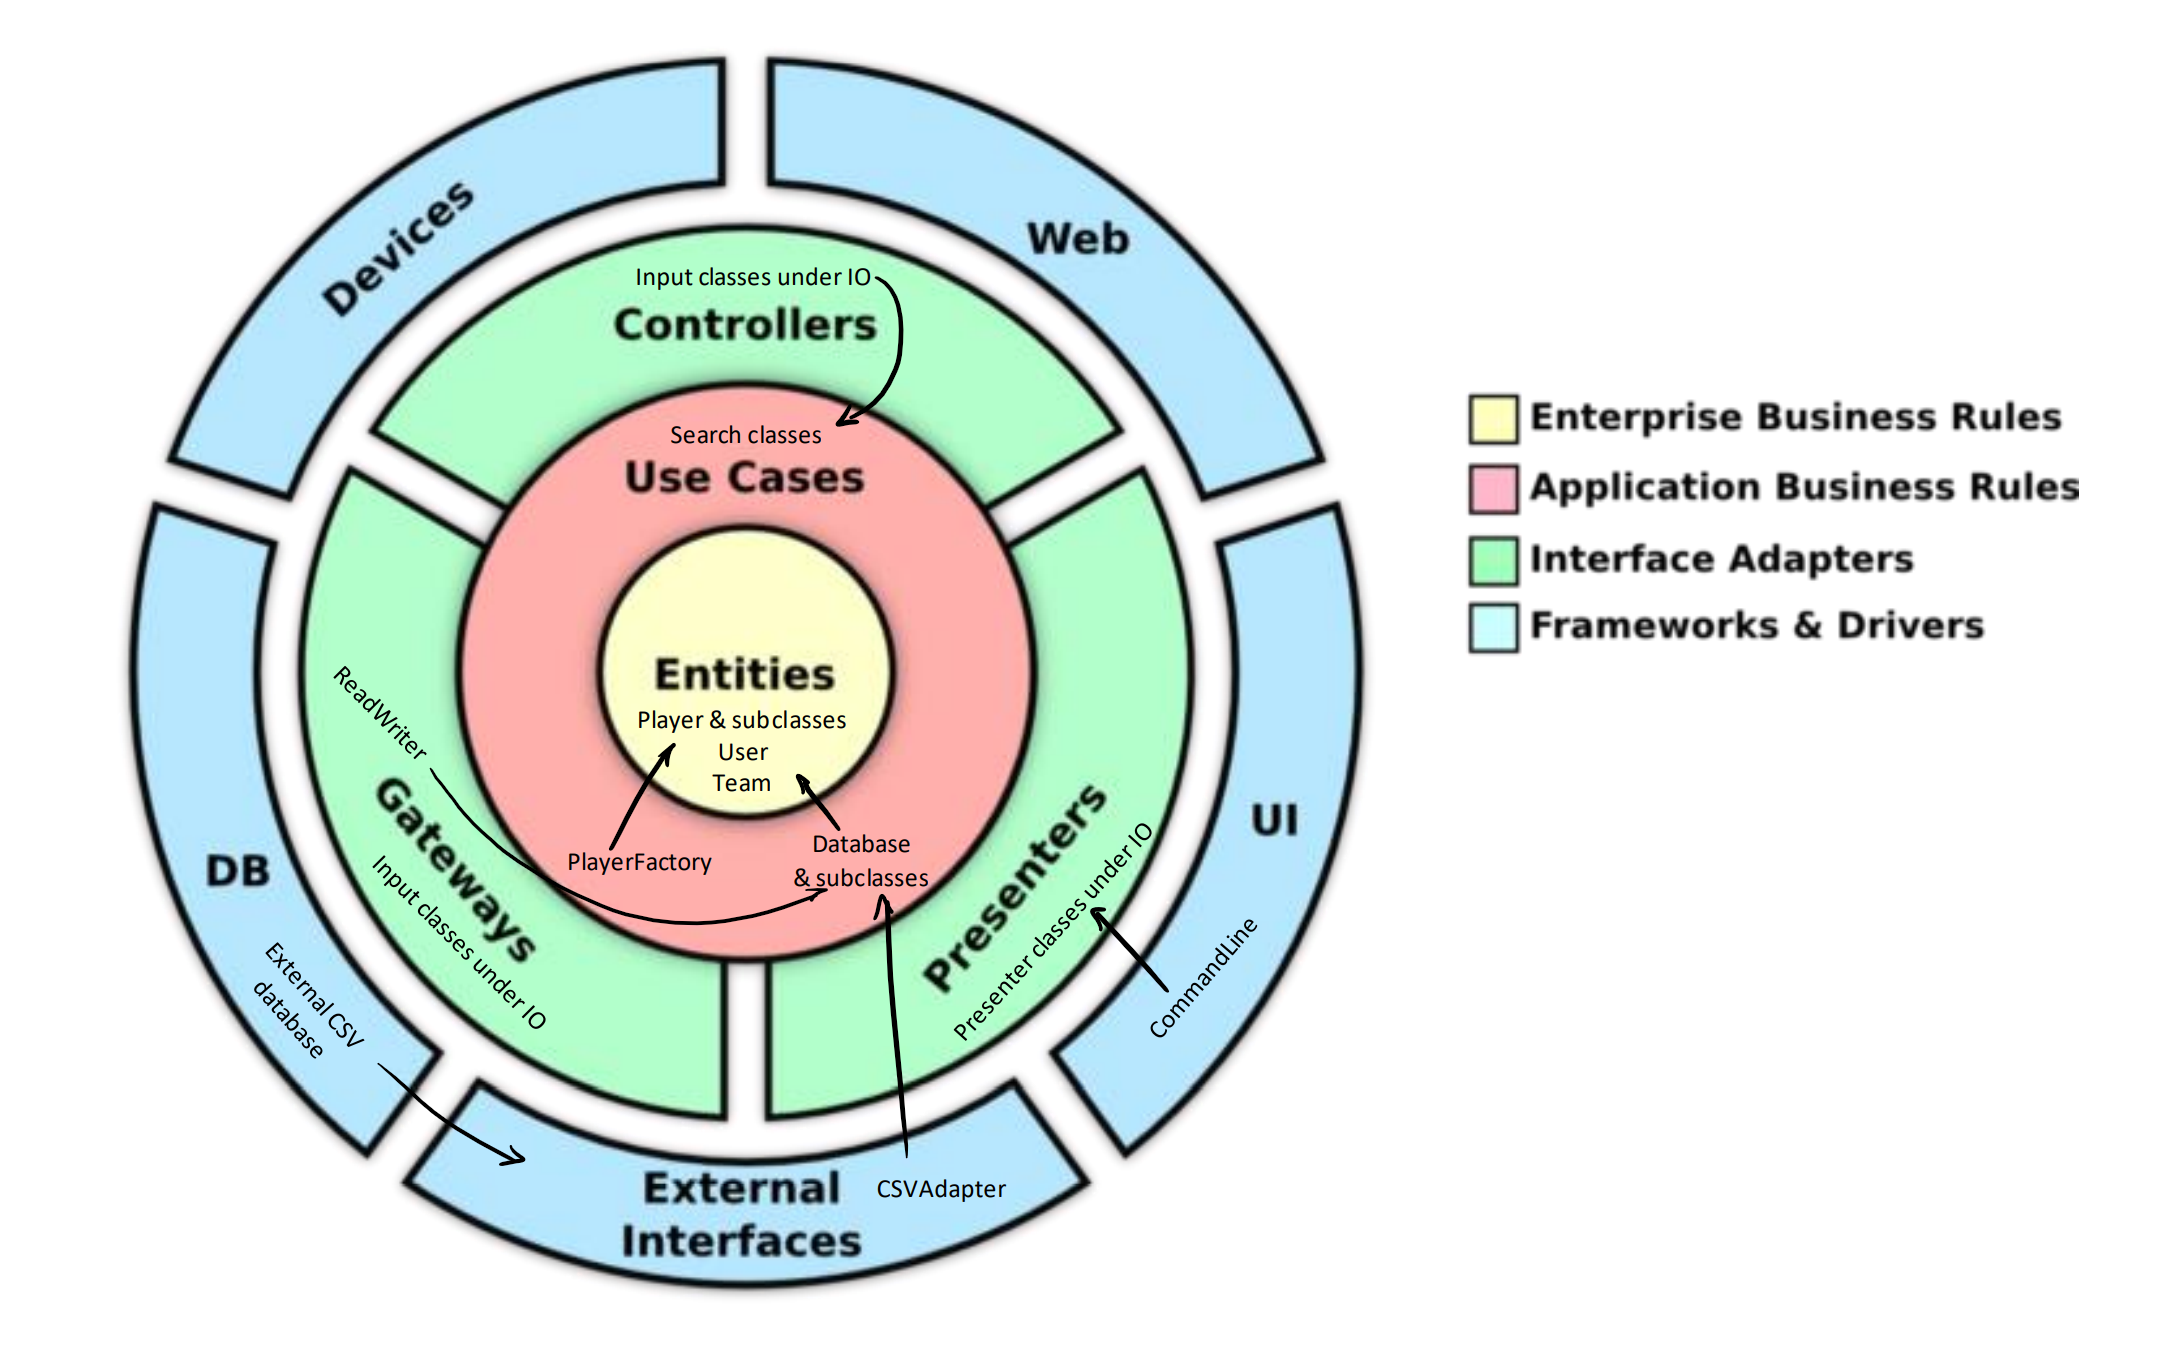 Devices
Web
Input classes under IO
Controllers
Search classes
Use Cases
Enterprise Business Rules
Application Business Rules
Interface Adapters
Frameworks & Drivers
Entities
Player & subclasses
User
Team
PlayerFactory
Database
& subclasses
ReadWriter
Gateways
Input classes under IO
Presenters
Presenter classes under IO
UI
CommandLine
DB
External CSV
database
External
Interfaces
CSVAdapter